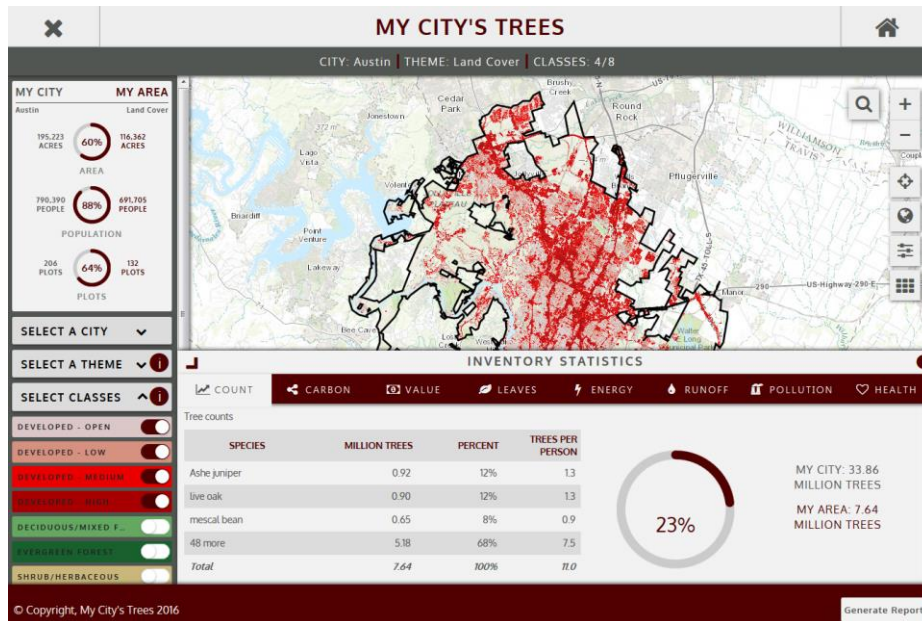 MY CITY'S TREES
CITY: Austin | THEME: Land Cover | CLASSES: 4/8
MY CITY MY AREA
Austin Land Cover
195,223 ACRES 60% 116,362 ACRES
AREA
790,390 PEOPLE 88% 691,705 PEOPLE
POPULATION
206 PLOTS 64% 132 PLOTS
PLOTS
SELECT A CITY
SELECT A THEME i
SELECT CLASSES i
DEVELOPED - OPEN
DEVELOPED - LOW
DEVELOPED - MEDIUM
DEVELOPED - HIGH
DECIDUOUS/MIXED F...
EVERGREEN FOREST
SHRUB/HERBACEOUS
Brushy Creek
Cedar Park
Round Rock
Jonestown
Lago Vista
WILLIAMSON
TRAVIS
Pflugerville
Briarcliff
Point Venture
Lakeway
Manor
290
US-Highway-290-E
Bee Cave
INVENTORY STATISTICS
COUNT CARBON VALUE LEAVES ENERGY RUNOFF POLLUTION HEALTH
Tree counts
SPECIES MILLION TREES PERCENT TREES PER PERSON
Ashe juniper 0.92 12% 1.3
live oak 0.90 12% 1.3
mescal bean 0.65 8% 0.9
48 more 5.18 68% 7.5
Total 7.64 100% 11.0
23%
MY CITY: 33.86
MILLION TREES
MY AREA: 7.64
MILLION TREES
© Copyright, My City's Trees 2016
Generate Report